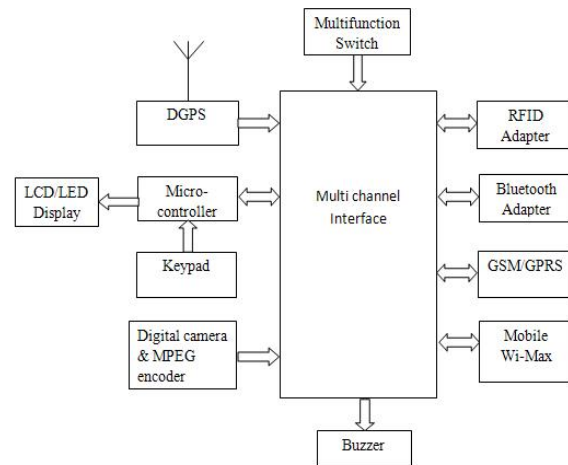 Multifunction
Switch
DGPS
RFID
Adapter
LCD/LED
Display
Micro-
controller
Multi channel
Interface
Bluetooth
Adapter
Keypad
GSM/GPRS
Digital camera
& MPEG
encoder
Mobile
Wi-Max
Buzzer